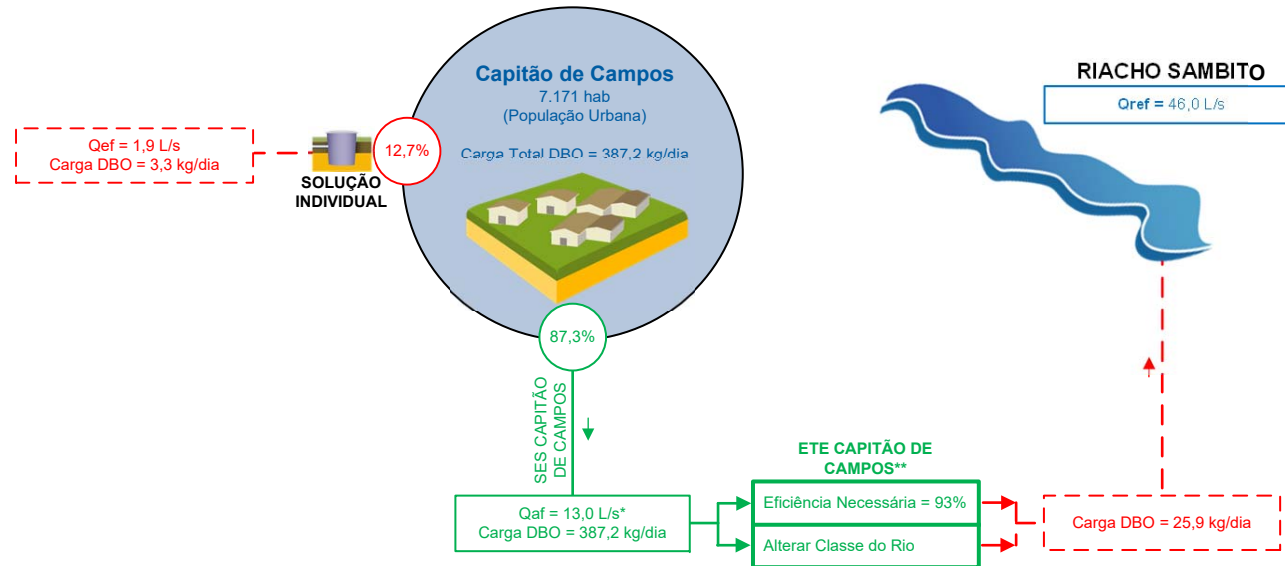 Capitão de Campos
7.171 hab
(População Urbana)
Carga Total DBO = 387,2 kg/dia
RIACHO SAMBITO
Qref = 46,0 L/s
Qef = 1,9 L/s
Carga DBO = 3,3 kg/dia
12,7%
SOLUÇÃO
INDIVIDUAL
87,3%
SES CAPITÃO
DE CAMPOS
Qaf = 13,0 L/s*
Carga DBO = 387,2 kg/dia
ETE CAPITÃO DE
CAMPOS**
Eficiência Necessária = 93%
Alterar Classe do Rio
Carga DBO = 25,9 kg/dia